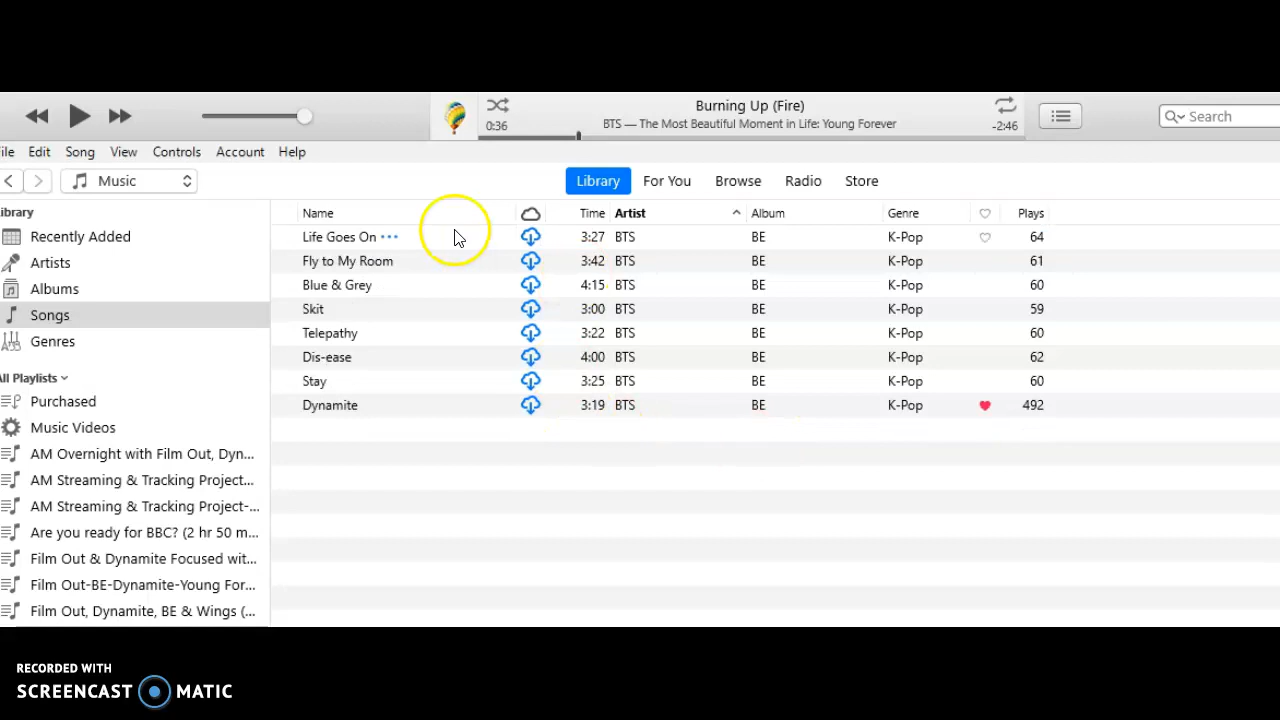 Burning Up (Fire)
0:36 BTS — The Most Beautiful Moment in Life: Young Forever -2:46
Search
ile Edit Song View Controls Account Help
Music Library For You Browse Radio Store
ibrary
Name Time Artist Album Genre Plays
Recently Added
Artists
Albums
Songs
Genres
ll Playlists
Purchased
Music Videos
AM Overnight with Film Out, Dyn...
AM Streaming & Tracking Project...
AM Streaming & Tracking Project-...
Are you ready for BBC? (2 hr 50 m...
Film Out & Dynamite Focused wit...
Film Out-BE-Dynamite-Young For...
Film Out, Dynamite, BE & Wings (...
Life Goes On ••• 3:27 BTS BE K-Pop 64
Fly to My Room 3:42 BTS BE K-Pop 61
Blue & Grey 4:15 BTS BE K-Pop 60
Skit 3:00 BTS BE K-Pop 59
Telepathy 3:22 BTS BE K-Pop 60
Dis-ease 4:00 BTS BE K-Pop 62
Stay 3:25 BTS BE K-Pop 60
Dynamite 3:19 BTS BE K-Pop 492
RECORDED WITH
SCREENCAST MATIC